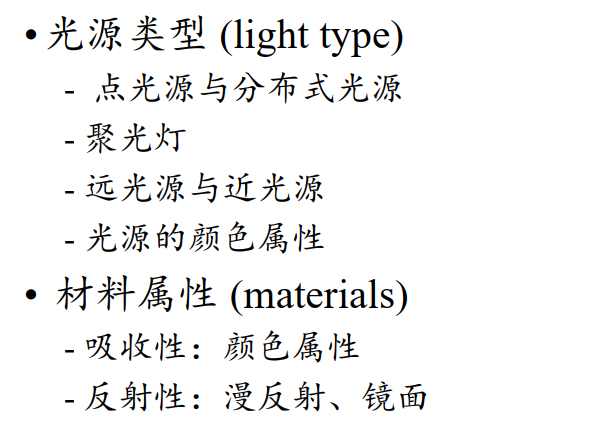 • 光源类型 (light type)
- 点光源与分布式光源
- 聚光灯
- 远光源与近光源
- 光源的颜色属性
• 材料属性 (materials)
- 吸收性：颜色属性
- 反射性：漫反射、镜面